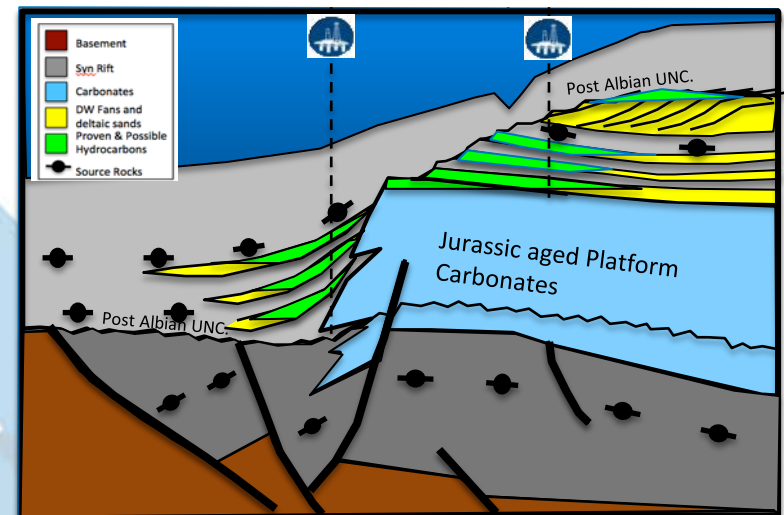 Basement
Syn Rift
Carbonates
DW Fans and
deltaic sands
Proven & Possible
Hydrocarbons
Source Rocks
Post Albian UNC.
Jurassic aged Platform
Carbonates
Post Albian UNC.